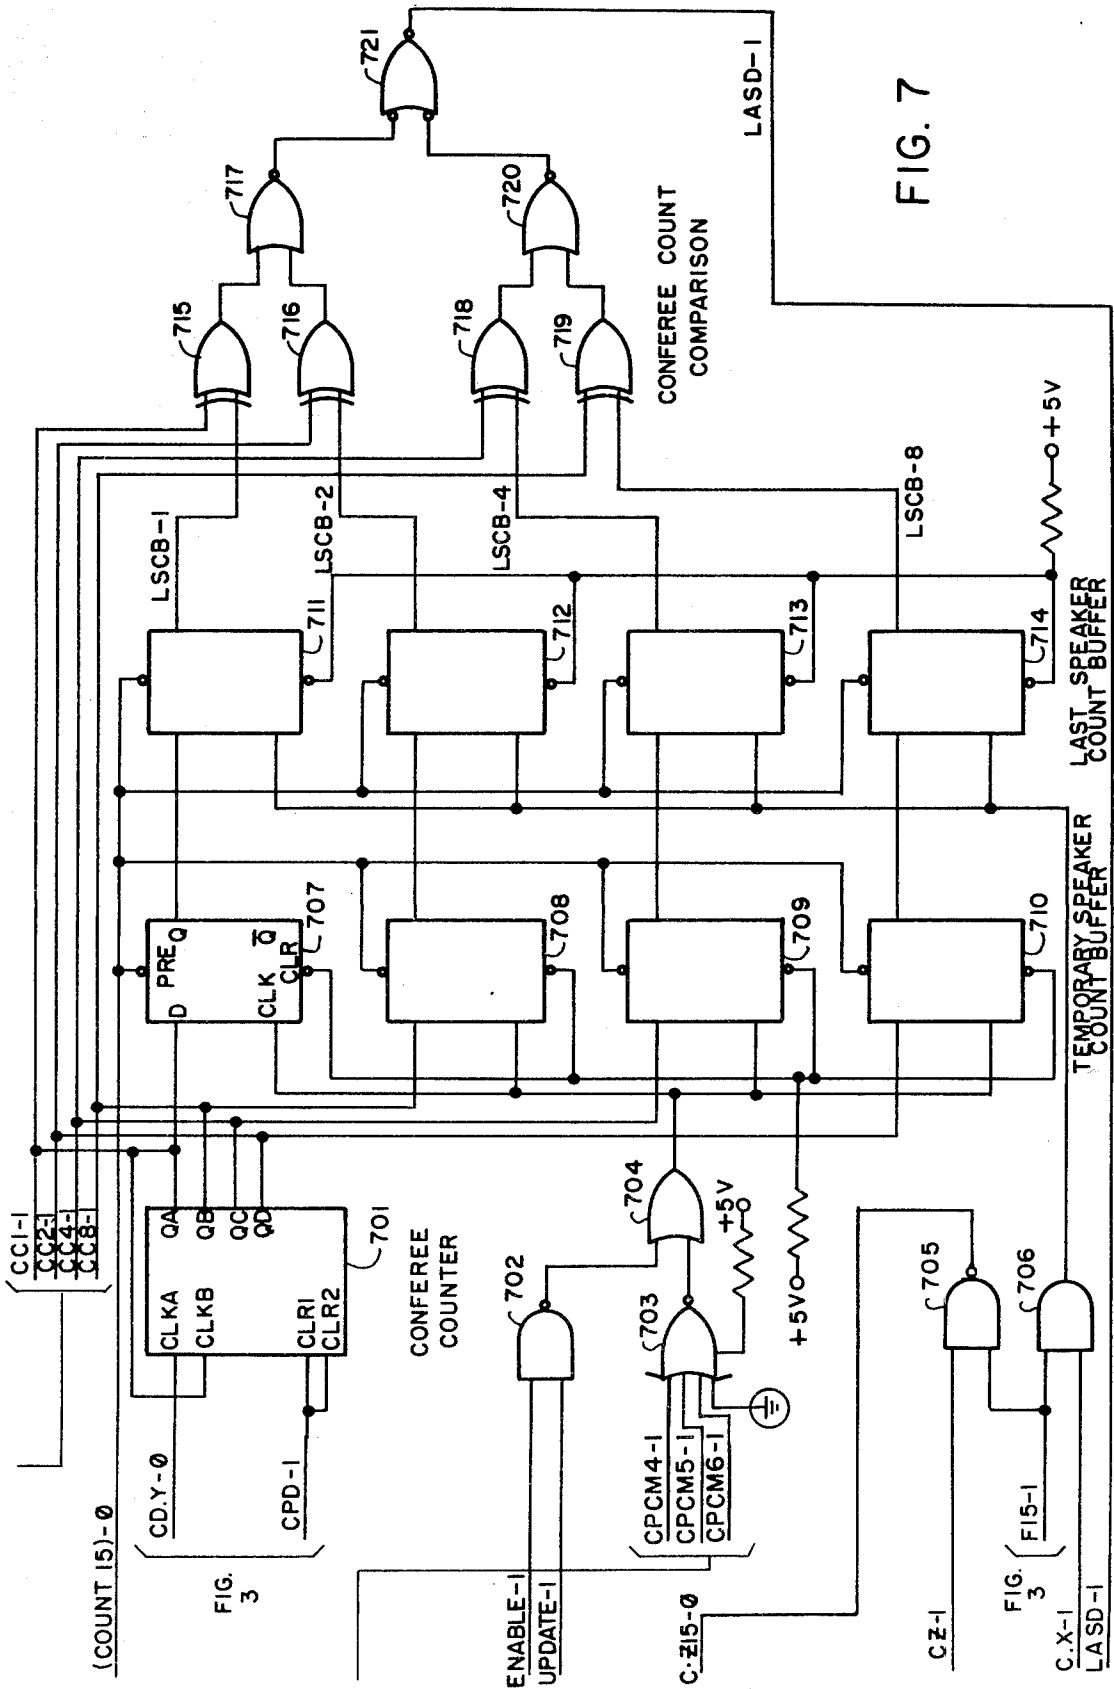 CC1-1
CC2-1
CC4-1
CC8-1
(COUNT 15)-0
CD.Y-0
CPD-1
FIG.
3
CLKA
CLKB
CLR1
CLR2
QA
QB
QC
QD
701
CONFEREE
COUNTER
D
PRE
Q
CLK
Q
CLR
707
708
709
710
TEMPORARY SPEAKER
COUNT BUFFER
711
712
713
714
LAST SPEAKER
COUNT BUFFER
+5V
LSCB-1
LSCB-2
LSCB-4
LSCB-8
715
716
717
718
719
720
721
CONFEREE COUNT
COMPARISON
LASD-1
FIG. 7
ENABLE-1
UPDATE-1
702
703
704
+5V
+5V
CPCM4-1
CPCM5-1
CPCM6-1
C.Z15-0
CZ-1
705
706
FIG.
3
F15-1
C.X-1
LASD-1